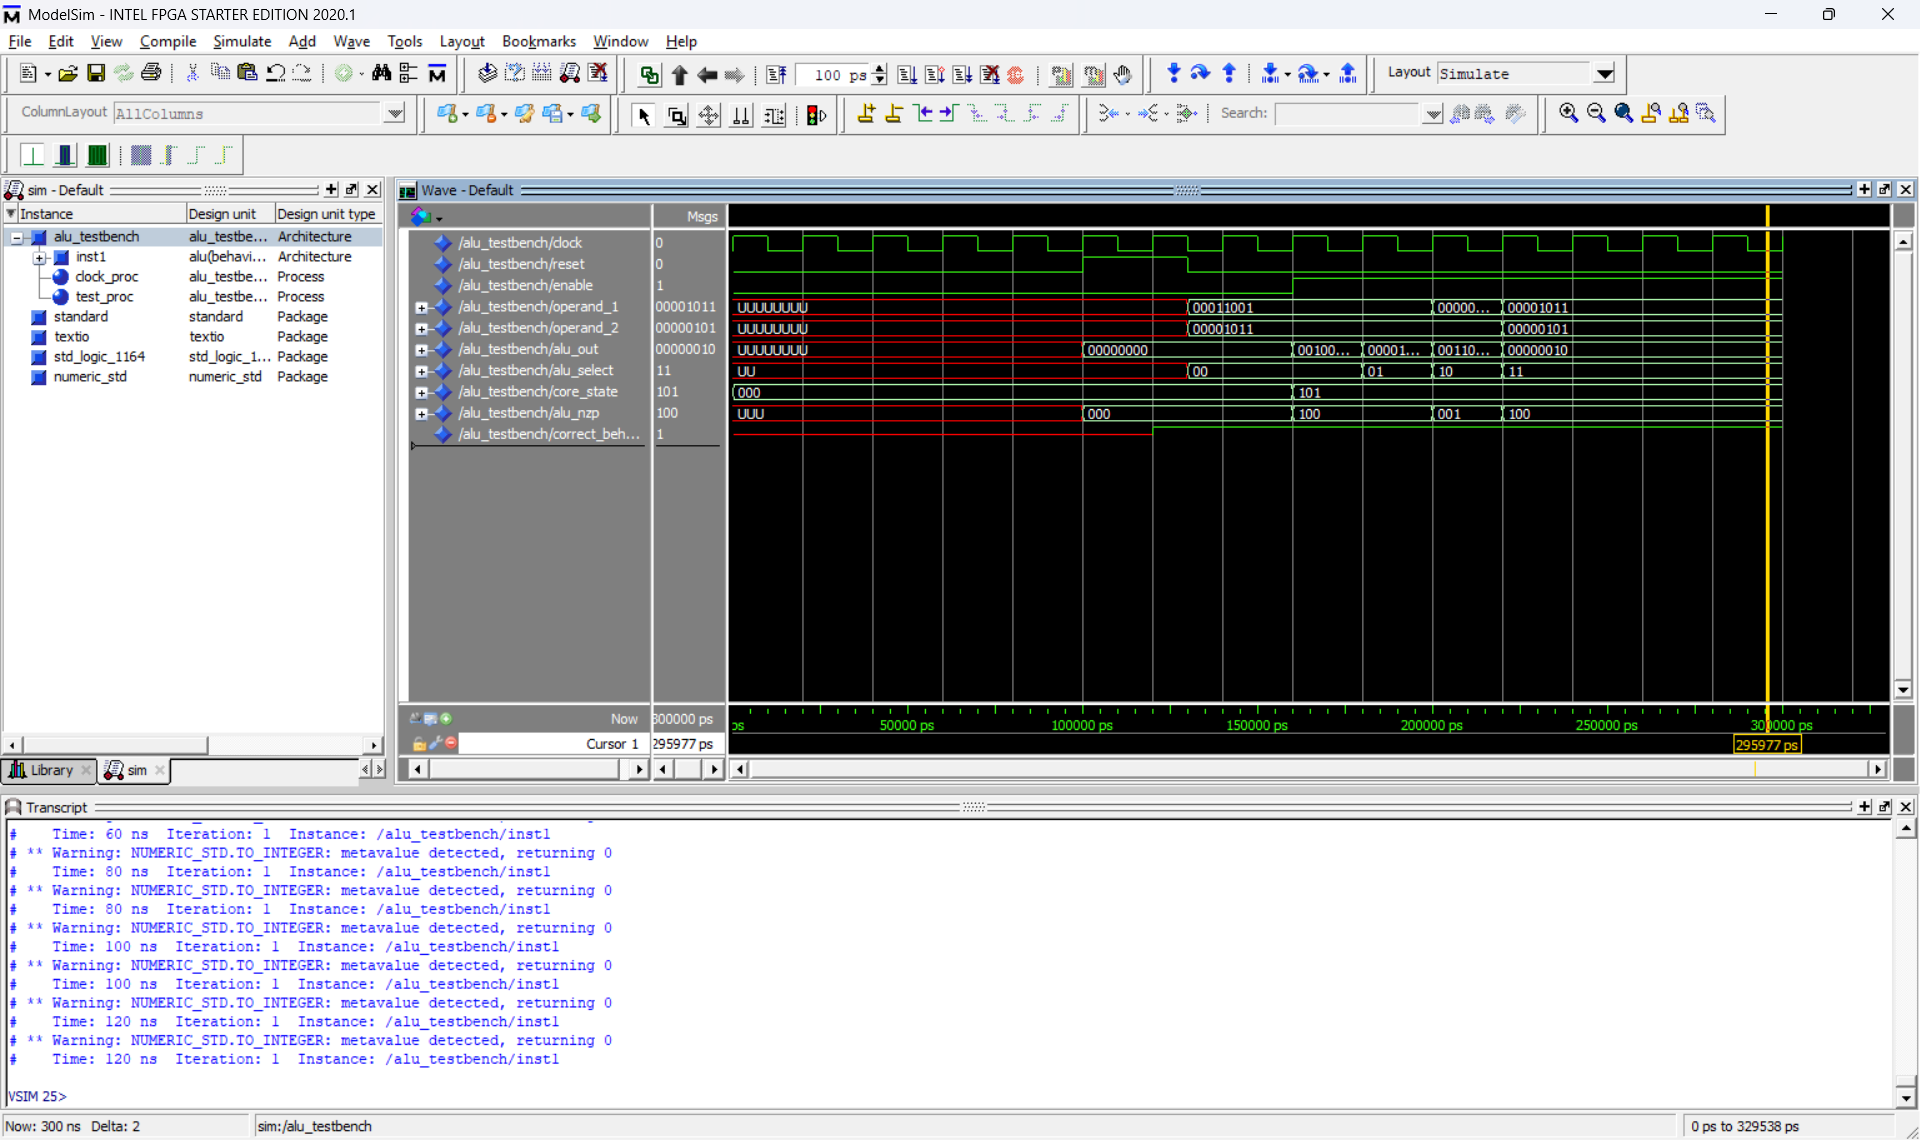 ModelSim - INTEL FPGA STARTER EDITION 2020.1
File Edit View Compile Simulate Add Wave Tools Layout Bookmarks Window Help
100 ps
Layout Simulate
ColumnLayout AllColumns
Search:
sim - Default
Instance Design unit Design unit type
alu_testbench alu_testbe... Architecture
inst1 alu(behavi... Architecture
clock_proc alu_testbe... Process
test_proc alu_testbe... Process
standard standard Package
textio textio Package
std_logic_1164 std_logic_1... Package
numeric_std numeric_std Package
Library sim
Wave - Default
Msgs
/alu_testbench/clock 0
/alu_testbench/reset 0
/alu_testbench/enable 1
/alu_testbench/operand_1 00001011 UUUUUUUU 00011001 00000... 00001011
/alu_testbench/operand_2 00000101 UUUUUUUU 00001011 00000101
/alu_testbench/alu_out 00000010 UUUUUUUU 00000000 00100... 00001... 00110... 00000010
/alu_testbench/alu_select 11 UU 00 01 10 11
/alu_testbench/core_state 101 000 101
/alu_testbench/alu_nzp 100 UUU 000 100 001 100
/alu_testbench/correct_beh... 1
Now 300000 ps ps 50000 ps 100000 ps 150000 ps 200000 ps 250000 ps 300000 ps
Cursor 1 295977 ps 295977 ps
Transcript
#    Time: 60 ns  Iteration: 1  Instance: /alu_testbench/inst1
# ** Warning: NUMERIC_STD.TO_INTEGER: metavalue detected, returning 0
#    Time: 80 ns  Iteration: 1  Instance: /alu_testbench/inst1
# ** Warning: NUMERIC_STD.TO_INTEGER: metavalue detected, returning 0
#    Time: 80 ns  Iteration: 1  Instance: /alu_testbench/inst1
# ** Warning: NUMERIC_STD.TO_INTEGER: metavalue detected, returning 0
#    Time: 100 ns  Iteration: 1  Instance: /alu_testbench/inst1
# ** Warning: NUMERIC_STD.TO_INTEGER: metavalue detected, returning 0
#    Time: 100 ns  Iteration: 1  Instance: /alu_testbench/inst1
# ** Warning: NUMERIC_STD.TO_INTEGER: metavalue detected, returning 0
#    Time: 120 ns  Iteration: 1  Instance: /alu_testbench/inst1
# ** Warning: NUMERIC_STD.TO_INTEGER: metavalue detected, returning 0
#    Time: 120 ns  Iteration: 1  Instance: /alu_testbench/inst1
VSIM 25>
Now: 300 ns  Delta: 2 sim:/alu_testbench 0 ps to 329538 ps